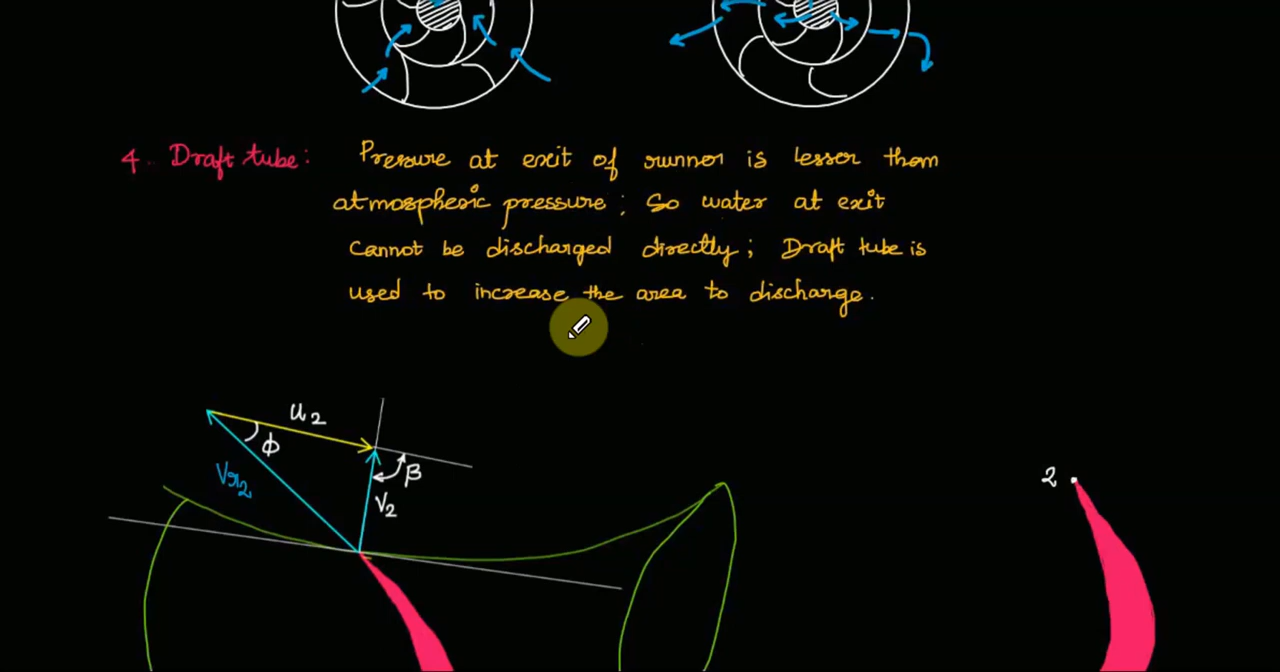 4. Draft tube: Pressure at exit of runner is lesser than
atmospheric pressure; So water at exit
Cannot be discharged directly; Draft tube is
used to increase the area to discharge.
u2
ϕ
β
Vr2
V2
2